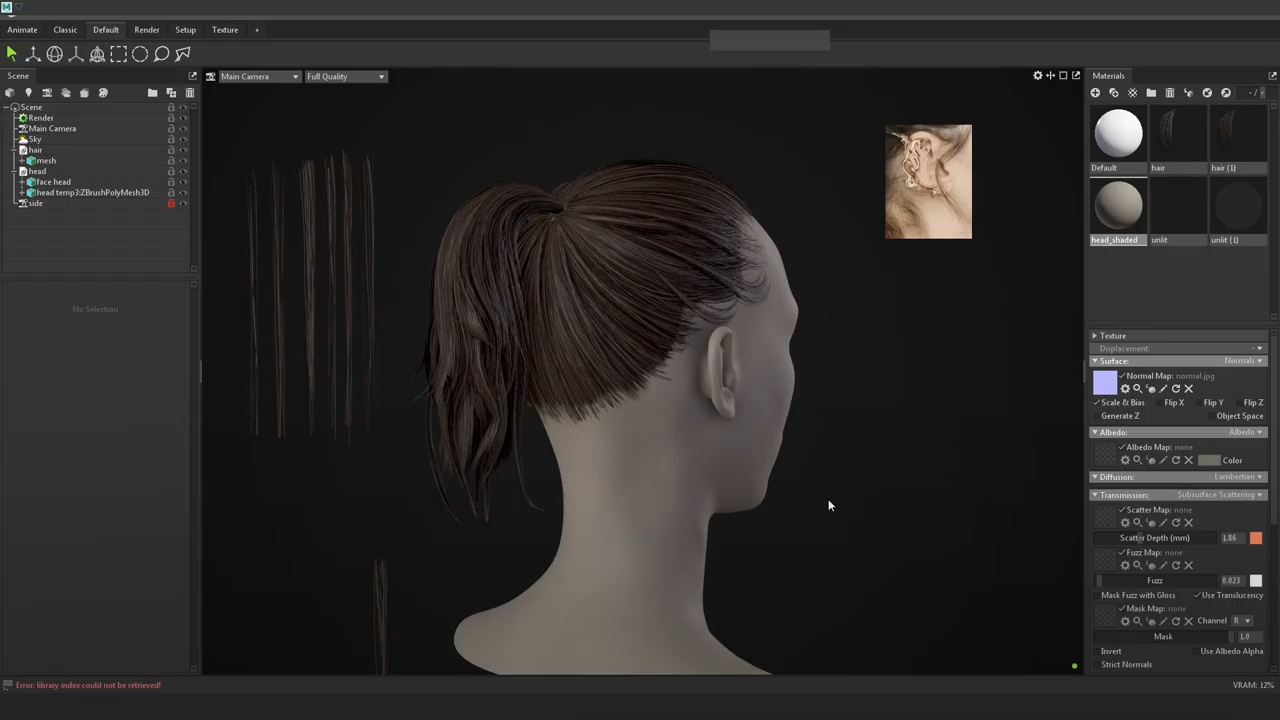 Animate Classic Default Render Setup Texture +
Scene
Main Camera Full Quality
Materials
Scene
Render
Main Camera
Sky
hair
mesh
head
face head
head temp3:ZBrushPolyMesh3D
side
No Selection
Default hair hair (1)
head_shaded unlit unlit (1)
Texture
Displacement:
Surface: Normals
Normal Map: normal.jpg
Scale & Bias Flip X Flip Y Flip Z
Generate Z Object Space
Albedo: Albedo
Albedo Map: none
Color
Diffusion: Lambertian
Transmission: Subsurface Scattering
Scatter Map: none
Scatter Depth (mm) 1.86
Fuzz Map: none
Fuzz 0.023
Mask Fuzz with Gloss Use Translucency
Mask Map: none
Channel R
Mask 1.0
Invert Use Albedo Alpha
Strict Normals
Error: library index could not be retrieved! VRAM: 12%